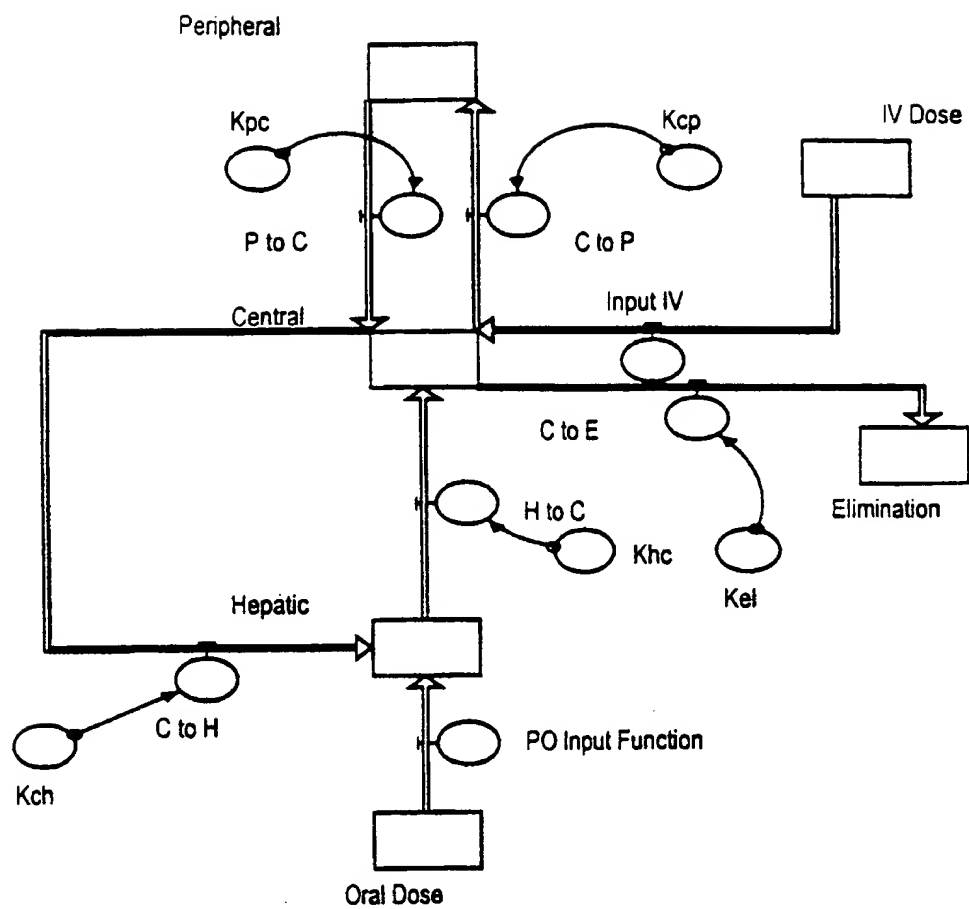 Peripheral
IV Dose
Kpc
Kcp
P to C
C to P
Input IV
Central
C to E
Elimination
H to C
Khc
Kel
Hepatic
C to H
PO Input Function
Kch
Oral Dose